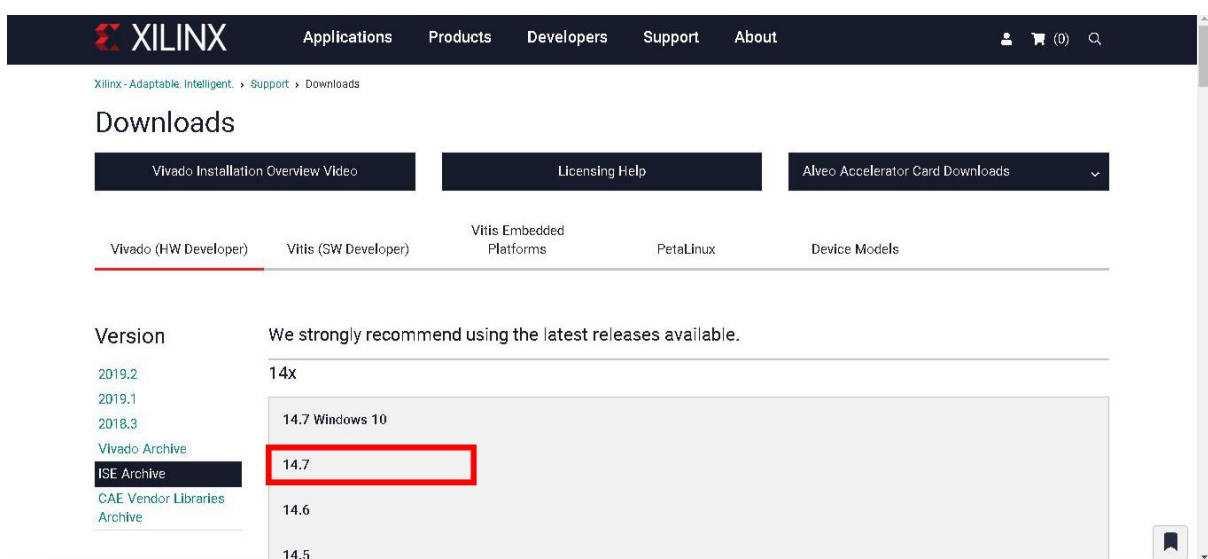 XILINX Applications Products Developers Support About (0)
Xilinx - Adaptable. Intelligent. > Support > Downloads
Downloads
Vivado Installation Overview Video Licensing Help Alveo Accelerator Card Downloads
Vivado (HW Developer) Vitis (SW Developer) Vitis Embedded Platforms PetaLinux Device Models
Version
2019.2
2019.1
2018.3
Vivado Archive
ISE Archive
CAE Vendor Libraries
Archive
We strongly recommend using the latest releases available.
14x
14.7 Windows 10
14.7
14.6
14.5